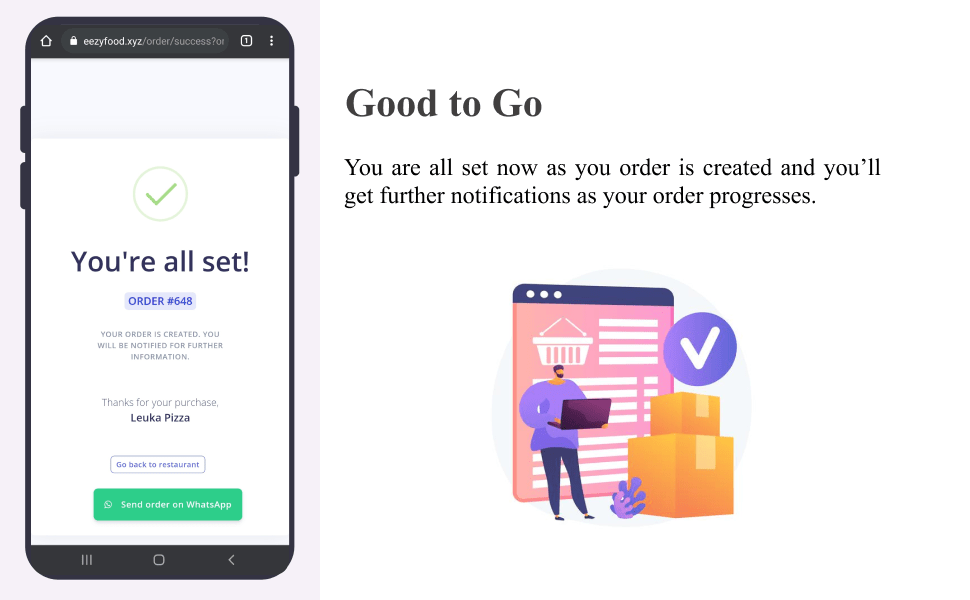 eezyfood.xyz/order/success?or
1
You're all set!
ORDER #648
YOUR ORDER IS CREATED. YOU
WILL BE NOTIFIED FOR FURTHER
INFORMATION.
Thanks for your purchase,
Leuka Pizza
Go back to restaurant
Send order on WhatsApp
Good to Go
You are all set now as you order is created and you’ll
get further notifications as your order progresses.